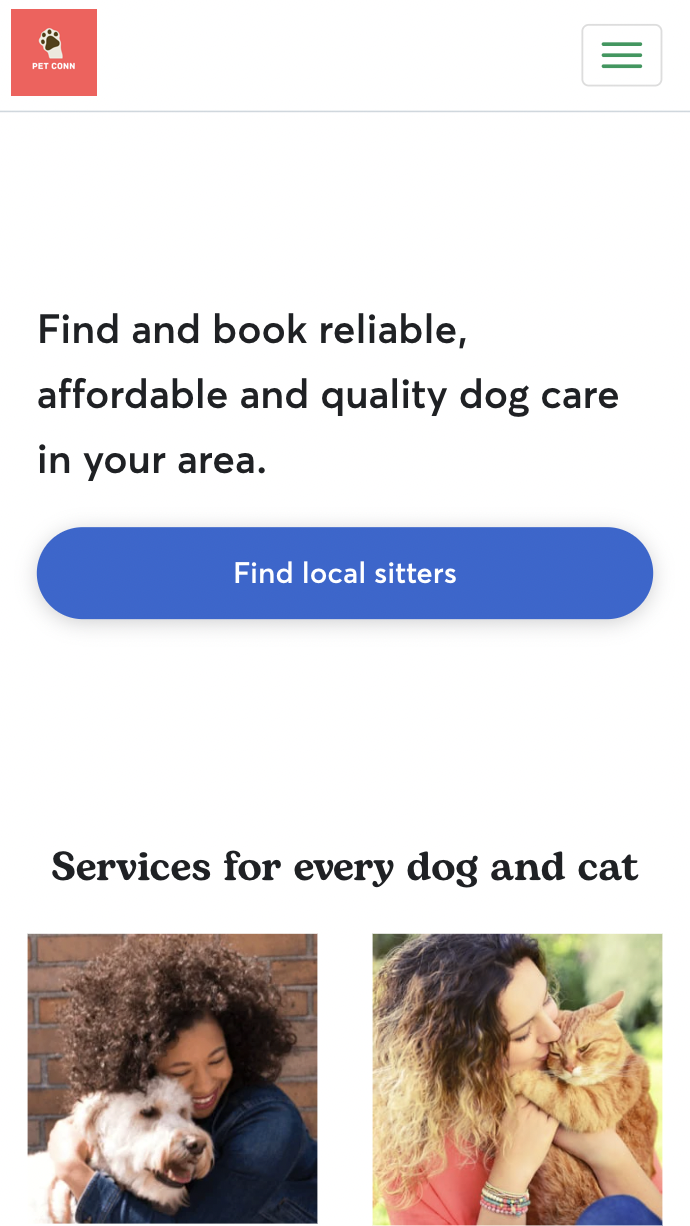 PET CONN
Find and book reliable,
affordable and quality dog care
in your area.
Find local sitters
Services for every dog and cat